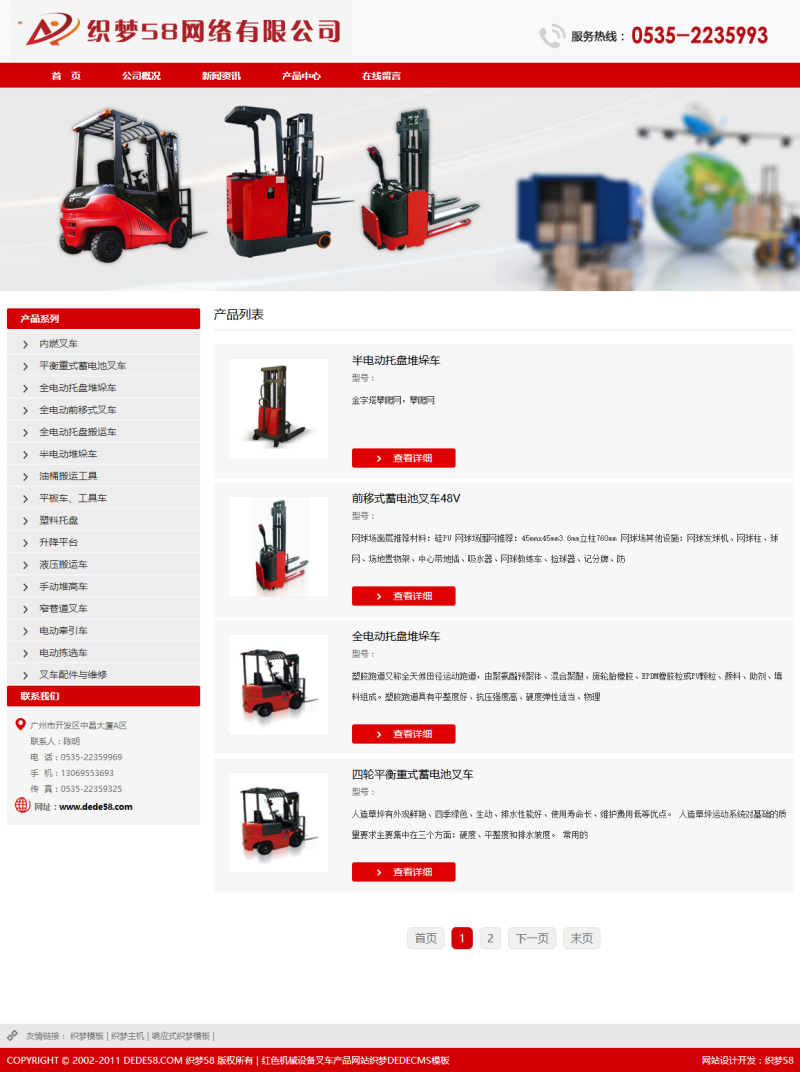 织梦58网络有限公司
服务热线： 0535-2235993
首 页 公司概况 新闻资讯 产品中心 在线留言
产品系列
内燃叉车
平衡重式蓄电池叉车
全电动托盘堆垛车
全电动前移式叉车
全电动托盘搬运车
半电动堆垛车
油桶搬运工具
平板车、工具车
塑料托盘
升降平台
液压搬运车
手动堆高车
窄巷道叉车
电动牵引车
电动拣选车
叉车配件与维修
联系我们
广州市开发区中昌大厦A区
联系人：陈明
电 话：0535-22359969
手 机：13069553693
传 真：0535-22359325
网址：www.dede58.com
产品列表
半电动托盘堆垛车
型号：
金字塔攀爬网，攀爬网
查看详细
前移式蓄电池叉车48V
型号：
网球场面层推荐材料：硅PU 网球场围网推荐：45mmx45mm3.6mm立柱?60mm 网球场其他设施：网球发球机、网球柱、球
网、场地置物架、中心带地插、吸水器、网球教练车、捡球器、记分牌、防
查看详细
全电动托盘堆垛车
型号：
塑胶跑道又称全天候田径运动跑道，由聚氨酯预聚体、混合聚醚、废轮胎橡胶、EPDM橡胶粒或PU颗粒、颜料、助剂、填
料组成。塑胶跑道具有平整度好、抗压强度高、硬度弹性适当、物理
查看详细
四轮平衡重式蓄电池叉车
型号：
人造草坪有外观鲜艳、四季绿色、生动、排水性能好、使用寿命长、维护费用低等优点。 人造草坪运动系统对基础的质
量要求主要集中在三个方面：硬度、平整度和排水坡度。 常用的
查看详细
首页 1 2 下一页 末页
友情链接： 织梦模板 | 织梦主机 | 响应式织梦模板 |
COPYRIGHT © 2002-2011 DEDE58.COM 织梦58 版权所有 | 红色机械设备叉车产品网站织梦DEDECMS模板
网站设计开发：织梦58